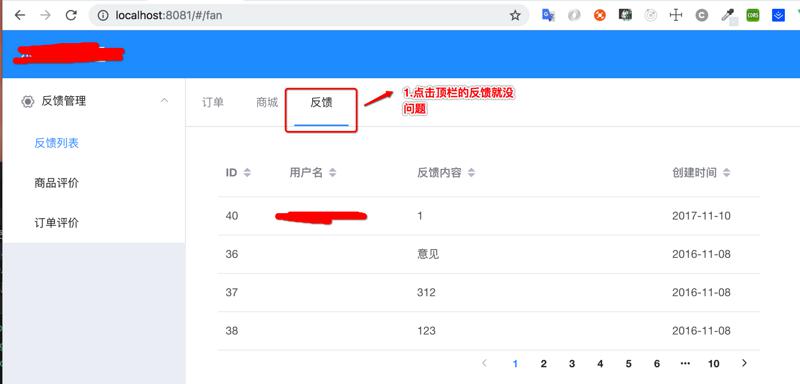 localhost:8081/#/fan
CORS
反馈管理
订单
商城
反馈
1.点击顶栏的反馈就没
问题
反馈列表
商品评价
订单评价
ID
用户名
反馈内容
创建时间
40
1
2017-11-10
36
意见
2016-11-08
37
312
2016-11-08
38
123
2016-11-08
1 2 3 4 5 6 ••• 10